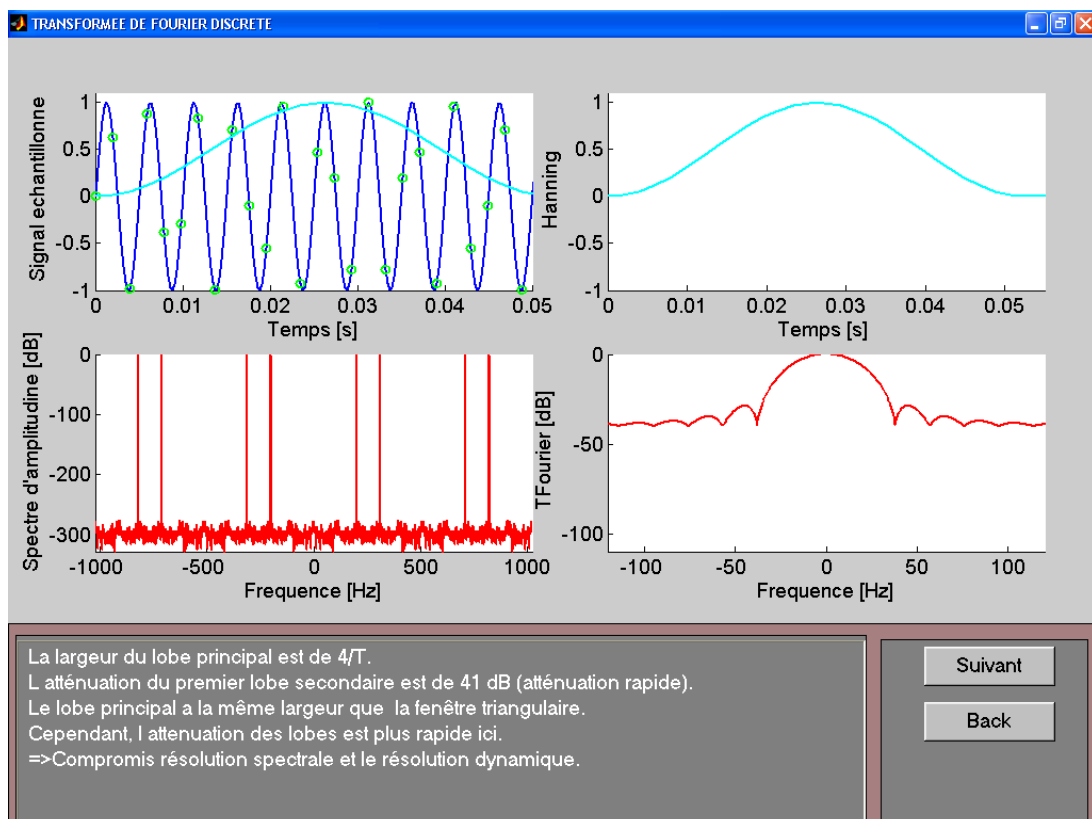 TRANSFORMEE DE FOURIER DISCRETE
Signal echantillonne
1
0.5
0
-0.5
-1
0 0.01 0.02 0.03 0.04 0.05
Temps [s]
Hanning
1
0.5
0
-0.5
-1
0 0.01 0.02 0.03 0.04 0.05
Temps [s]
Spectre d'amplitudine [dB]
0
-100
-200
-300
-1000 -500 0 500 1000
Frequence [Hz]
TFourier [dB]
0
-50
-100
-100 -50 0 50 100
Frequence [Hz]
La largeur du lobe principal est de 4/T.
L atténuation du premier lobe secondaire est de 41 dB (atténuation rapide).
Le lobe principal a la même largeur que la fenêtre triangulaire.
Cependant, l attenuation des lobes est plus rapide ici.
=>Compromis résolution spectrale et le résolution dynamique.
Suivant
Back